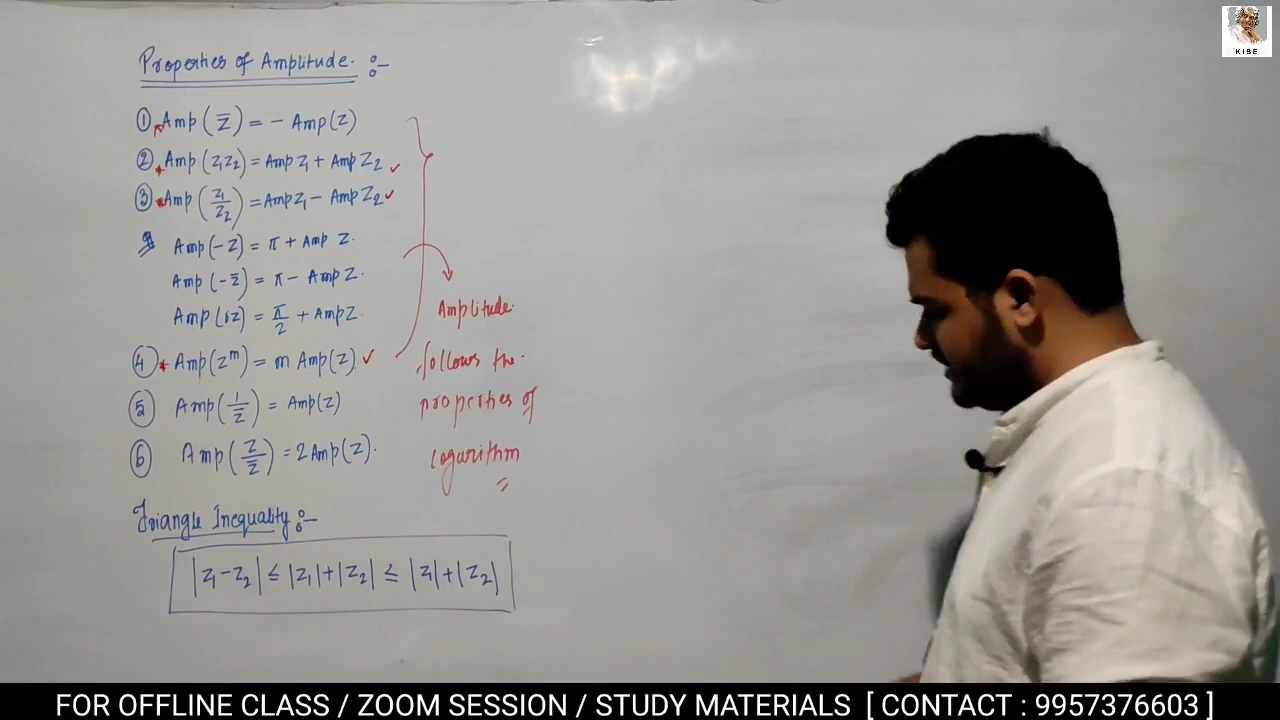 Properties of Amplitude :-
① Amp(z̅) = - Amp(z)
② Amp(z₁z₂) = Amp z₁ + Amp z₂ ✓
③ Amp(z₁/z₂) = Amp z₁ - Amp z₂ ✓
Amp(-z) = π + Amp z.
Amp(-z̅) = π - Amp z.
Amp(iz) = π/2 + Amp z.
④ Amp(zᵐ) = m Amp(z). ✓
⑤ Amp(1/z̅) = Amp(z)
⑥ Amp(z/z̅) = 2 Amp(z).
Amplitude
follows the
properties of
logarithm
Triangle Inequality :-
|z₁-z₂| ≤ |z₁|+|z₂| ≤ |z₁|+|z₂|
KISE
FOR OFFLINE CLASS / ZOOM SESSION / STUDY MATERIALS [ CONTACT : 9957376603 ]